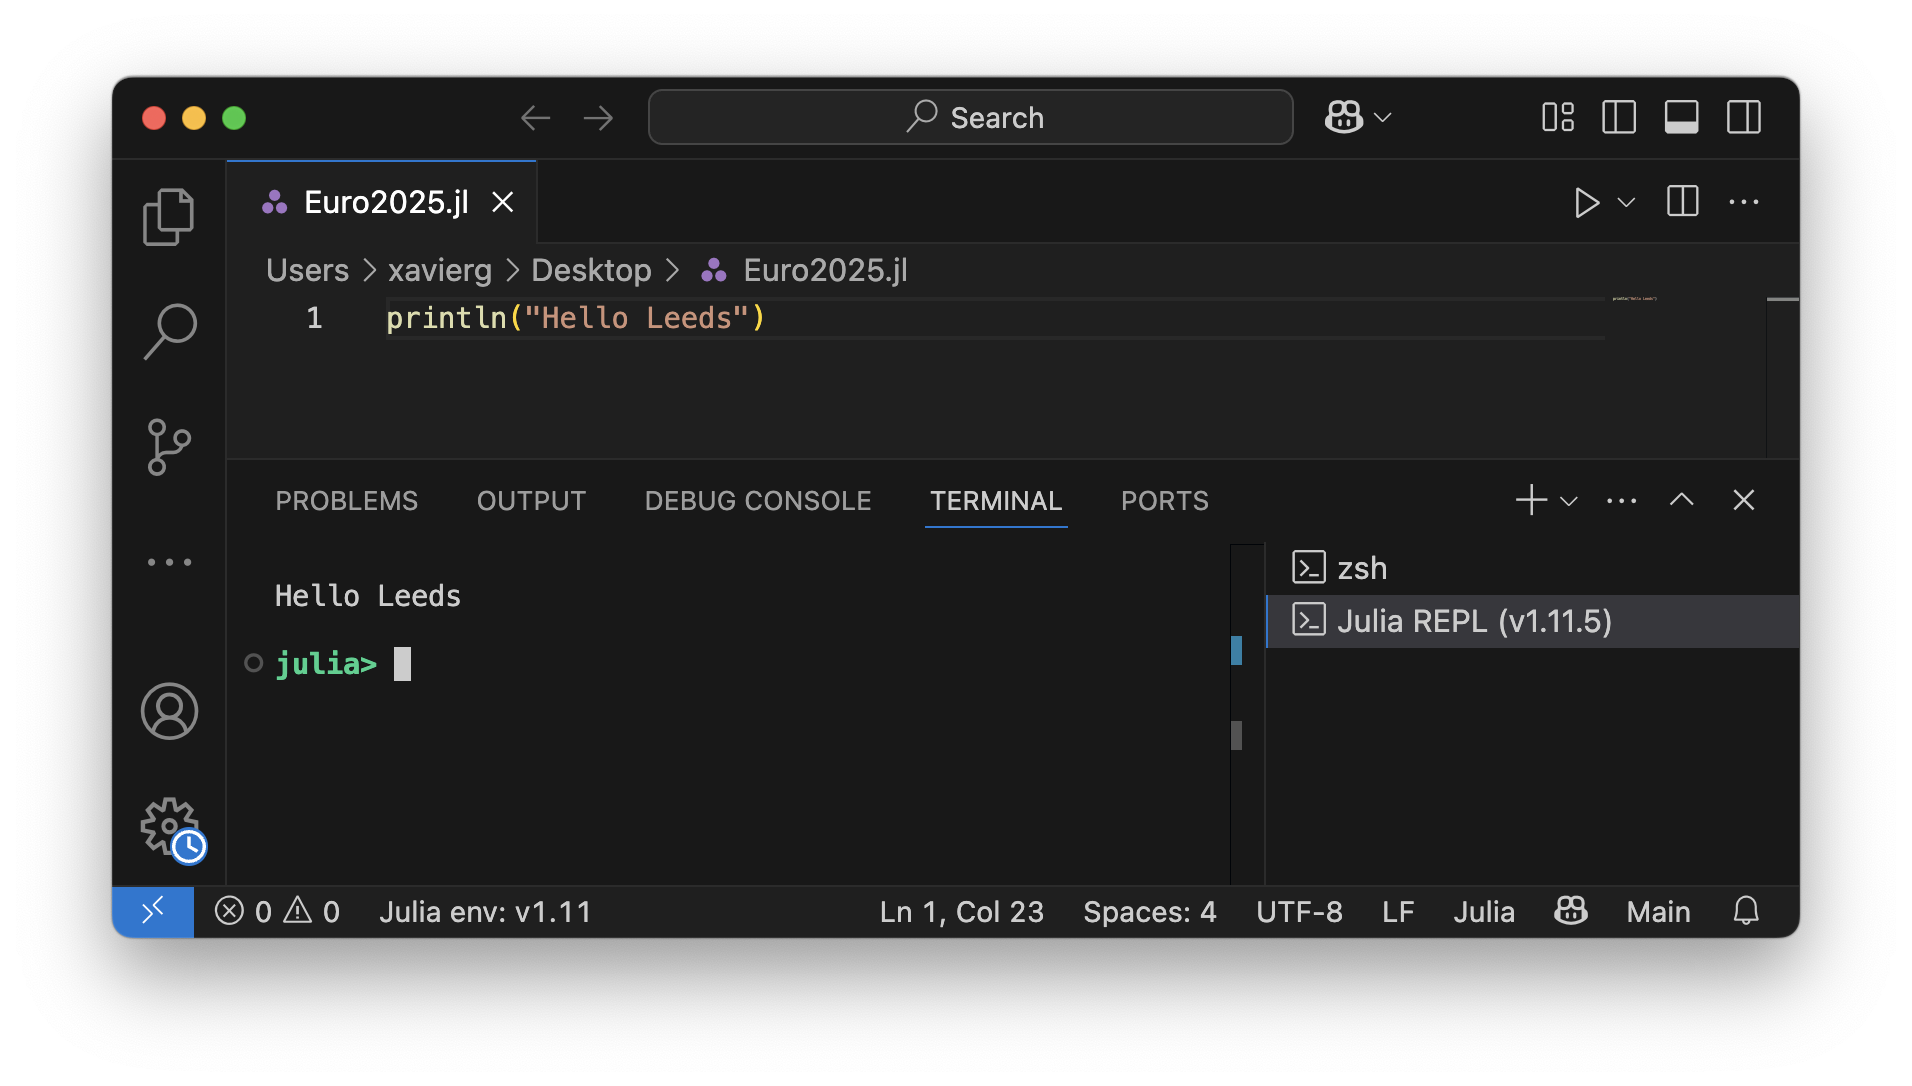 Search
Euro2025.jl
Users > xavierg > Desktop > Euro2025.jl
1 println("Hello Leeds")
PROBLEMS OUTPUT DEBUG CONSOLE TERMINAL PORTS
Hello Leeds
julia>
zsh
Julia REPL (v1.11.5)
0 0 Julia env: v1.11 Ln 1, Col 23 Spaces: 4 UTF-8 LF Julia Main